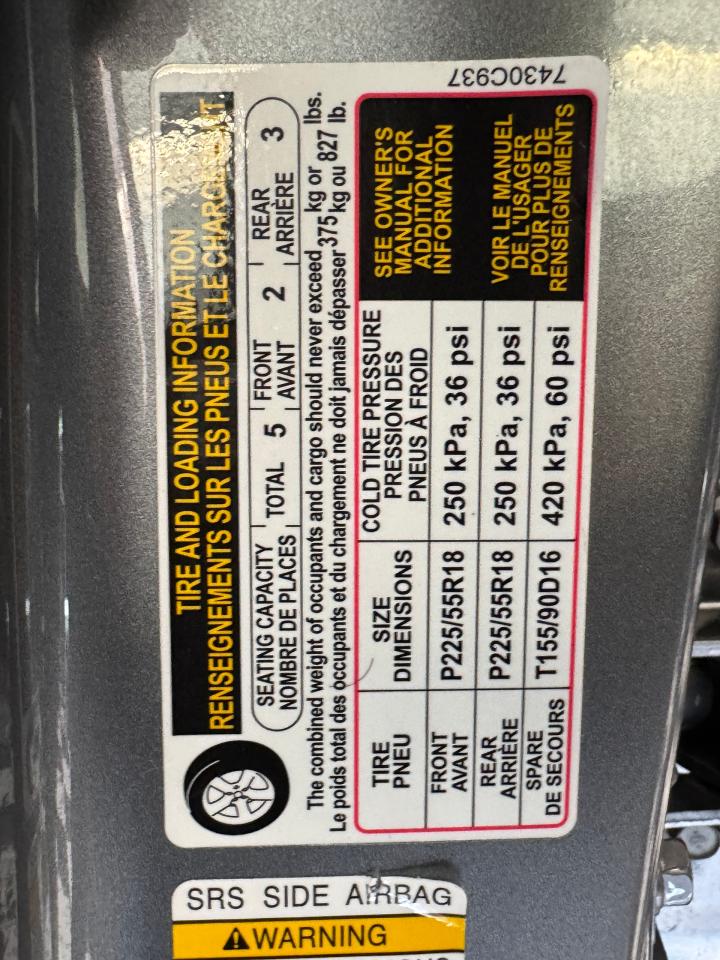 TIRE AND LOADING INFORMATION
RENSEIGNEMENTS SUR LES PNEUS ET LE CHARGEMENT
SEATING CAPACITY
NOMBRE DE PLACES
TOTAL 5
FRONT
AVANT
2
REAR
ARRIÈRE
3
The combined weight of occupants and cargo should never exceed 375 kg or 827 lbs.
Le poids total des occupants et du chargement ne doit jamais dépasser 375 kg ou 827 lb.
TIRE
PNEU
SIZE
DIMENSIONS
COLD TIRE PRESSURE
PRESSION DES
PNEUS À FROID
SEE OWNER'S
MANUAL FOR
ADDITIONAL
INFORMATION
VOIR LE MANUEL
DE L'USAGER
POUR PLUS DE
RENSEIGNEMENTS
FRONT
AVANT
P225/55R18
250 kPa, 36 psi
REAR
ARRIÈRE
P225/55R18
250 kPa, 36 psi
SPARE
DE SECOURS
T155/90D16
420 kPa, 60 psi
7430C937
SRS SIDE AIRBAG
WARNING